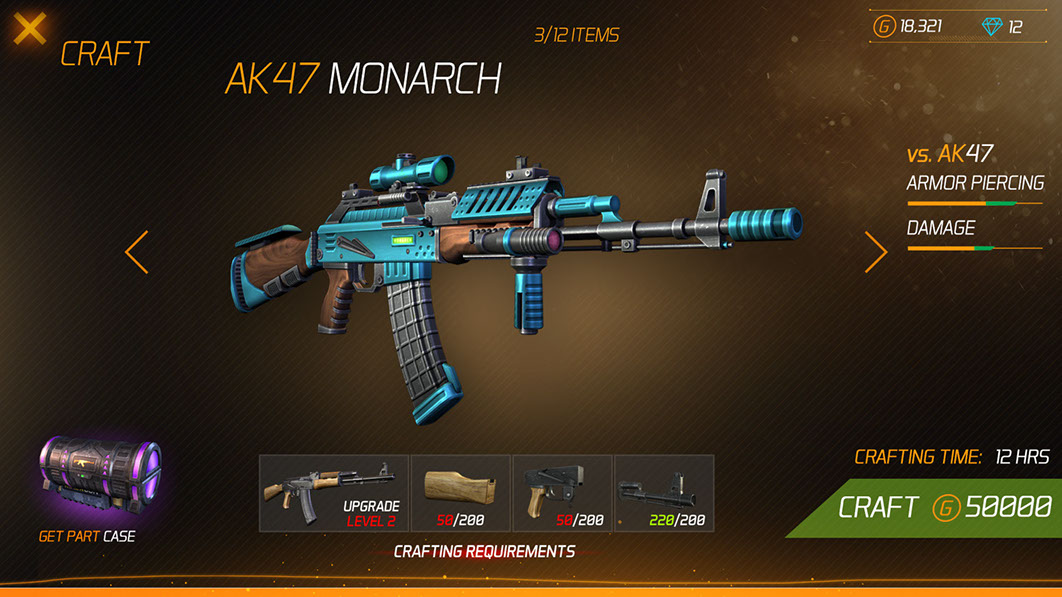 CRAFT
3/12 ITEMS
G 18,321 12
AK47 MONARCH
vs. AK47
ARMOR PIERCING
DAMAGE
GET PART CASE
UPGRADE
LEVEL 2
50/200
50/200
220/200
CRAFTING REQUIREMENTS
CRAFTING TIME: 12 HRS
CRAFT G 50000